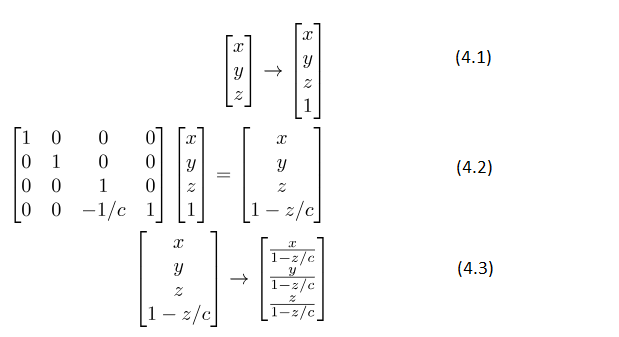 [x y z] → [x y z 1] (4.1)
[1 0 0 0; 0 1 0 0; 0 0 1 0; 0 0 −1/c 1] [x y z 1] = [x y z 1 − z/c] (4.2)
[x y z 1 − z/c] → [x/(1−z/c) y/(1−z/c) z/(1−z/c)] (4.3)